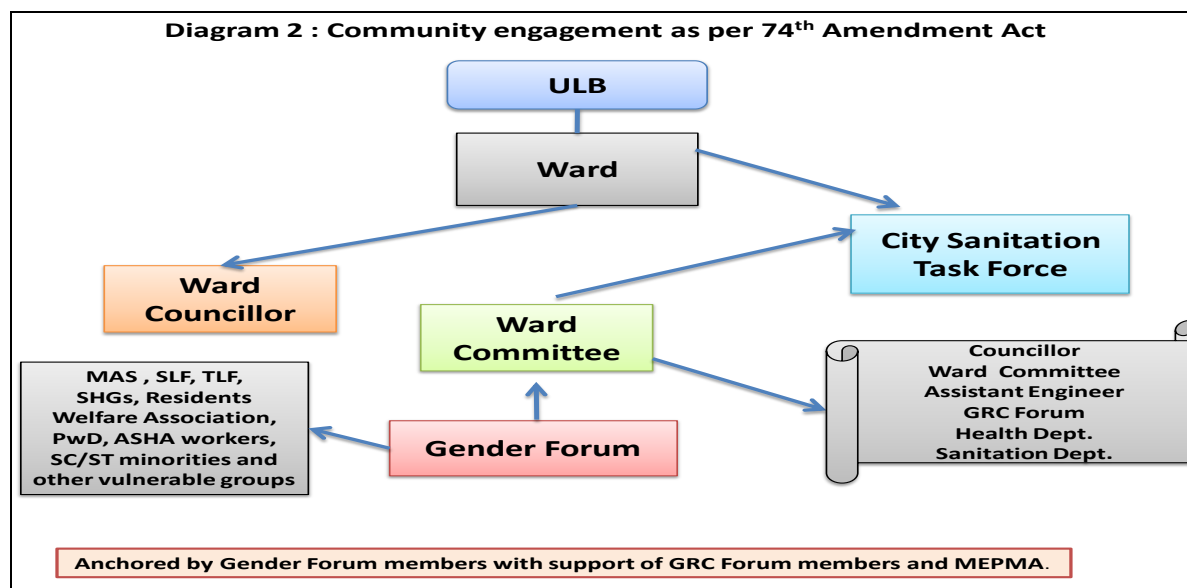 Diagram 2 : Community engagement as per 74th Amendment Act
ULB
Ward
City Sanitation
Task Force
Ward
Councillor
Ward
Committee
Councillor
Ward Committee
Assistant Engineer
GRC Forum
Health Dept.
Sanitation Dept.
MAS , SLF, TLF,
SHGs, Residents
Welfare Association,
PwD, ASHA workers,
SC/ST minorities and
other vulnerable groups
Gender Forum
Anchored by Gender Forum members with support of GRC Forum members and MEPMA.